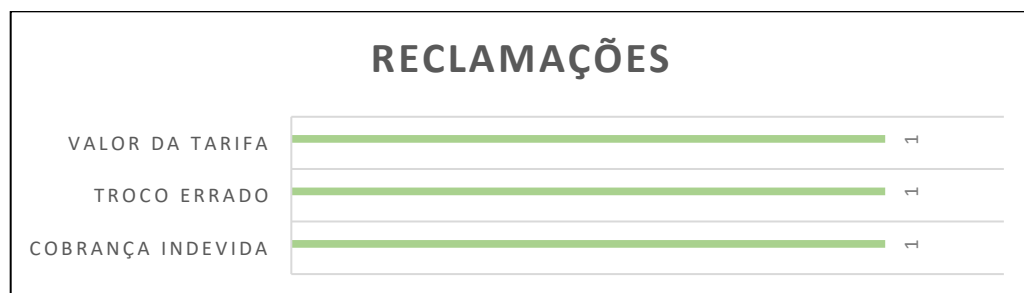 RECLAMAÇÕES
VALOR DA TARIFA 1
TROCO ERRADO 1
COBRANÇA INDEVIDA 1